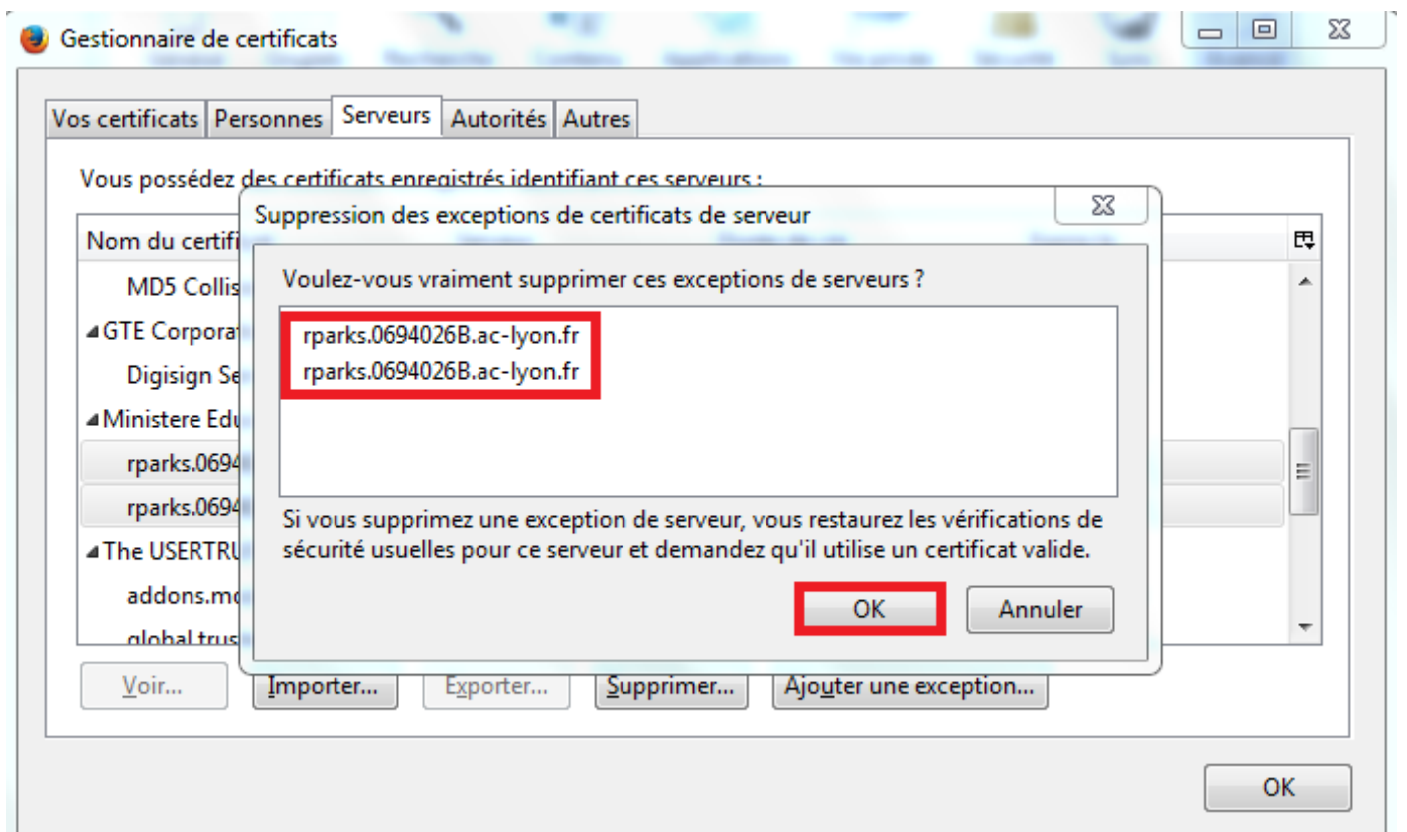 Gestionnaire de certificats
Vos certificats Personnes Serveurs Autorités Autres
Vous possédez des certificats enregistrés identifiant ces serveurs :
Suppression des exceptions de certificats de serveur
Nom du certifi
Voulez-vous vraiment supprimer ces exceptions de serveurs ?
MD5 Collis
rparks.0694026B.ac-lyon.fr
GTE Corpora
rparks.0694026B.ac-lyon.fr
Digisign Se
Ministere Edu
rparks.0694
rparks.0694
Si vous supprimez une exception de serveur, vous restaurez les vérifications de
sécurité usuelles pour ce serveur et demandez qu'il utilise un certificat valide.
The USERTRU
addons.mo
OK Annuler
global.trus
Voir... Importer... Exporter... Supprimer... Ajouter une exception...
OK